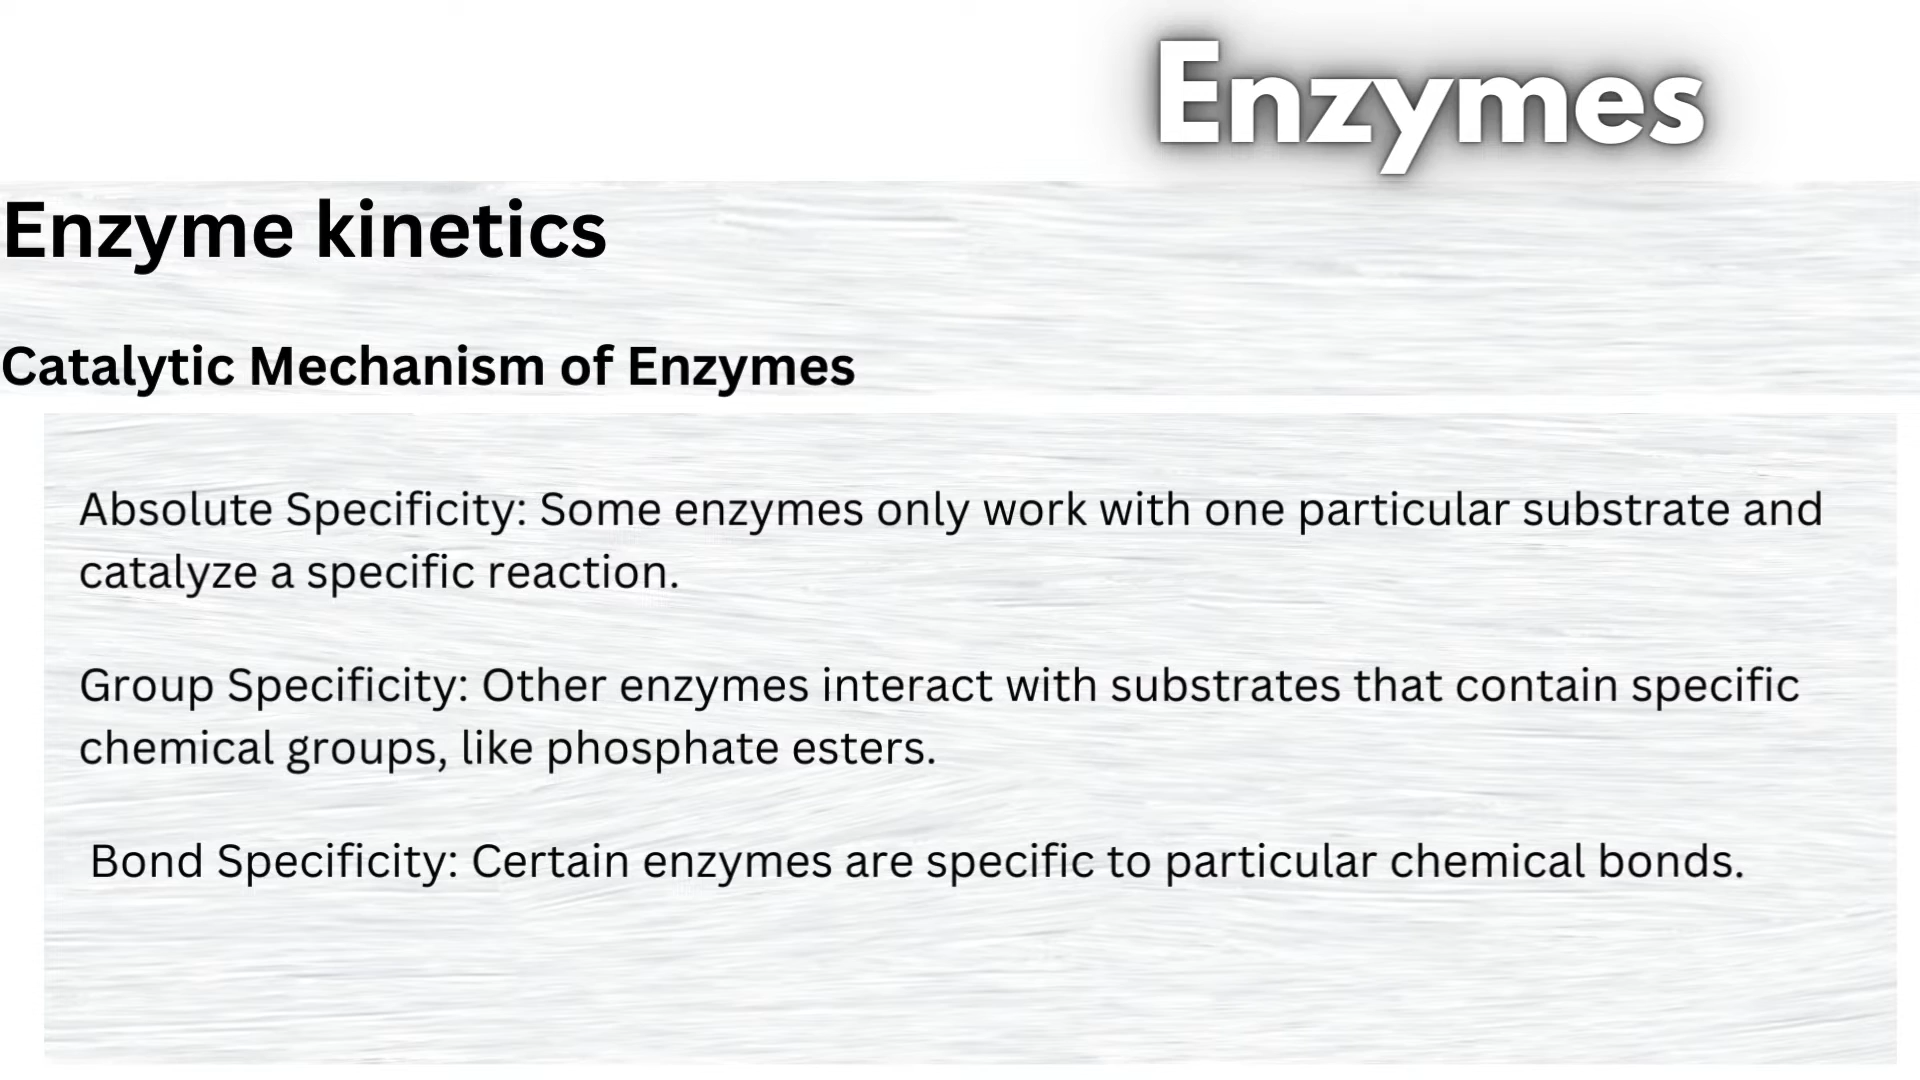 Enzymes
Enzyme kinetics
Catalytic Mechanism of Enzymes
Absolute Specificity: Some enzymes only work with one particular substrate and
catalyze a specific reaction.
Group Specificity: Other enzymes interact with substrates that contain specific
chemical groups, like phosphate esters.
Bond Specificity: Certain enzymes are specific to particular chemical bonds.